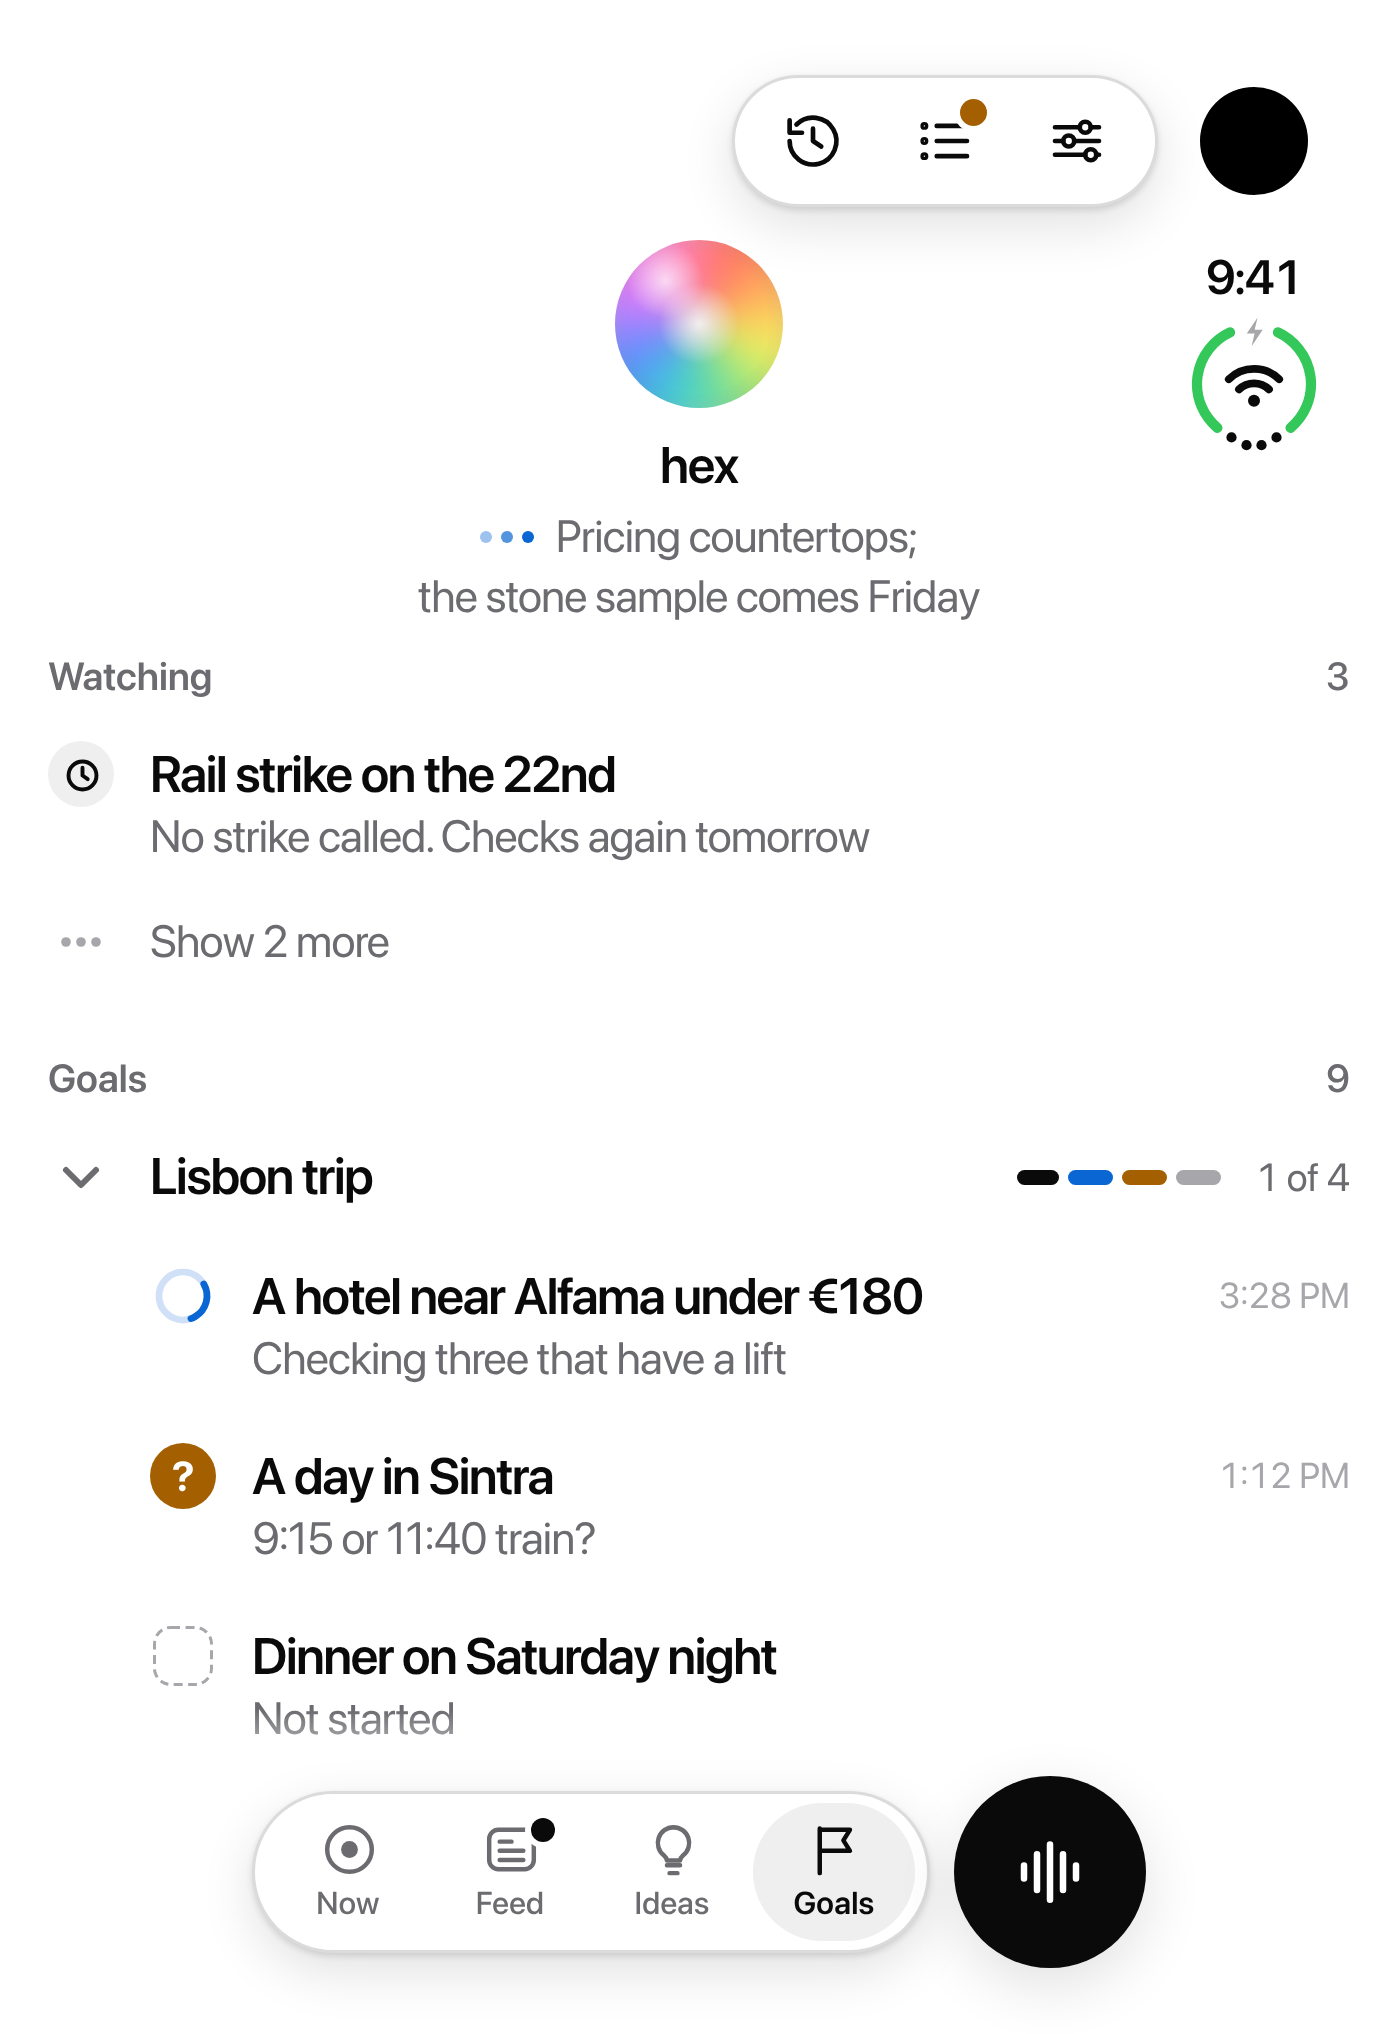 9:41
hex
Pricing countertops;
the stone sample comes Friday
Watching 3
Rail strike on the 22nd
No strike called. Checks again tomorrow
Show 2 more
Goals 9
Lisbon trip 1 of 4
A hotel near Alfama under €180 3:28 PM
Checking three that have a lift
? A day in Sintra 1:12 PM
9:15 or 11:40 train?
Dinner on Saturday night
Not started
Now Feed Ideas Goals